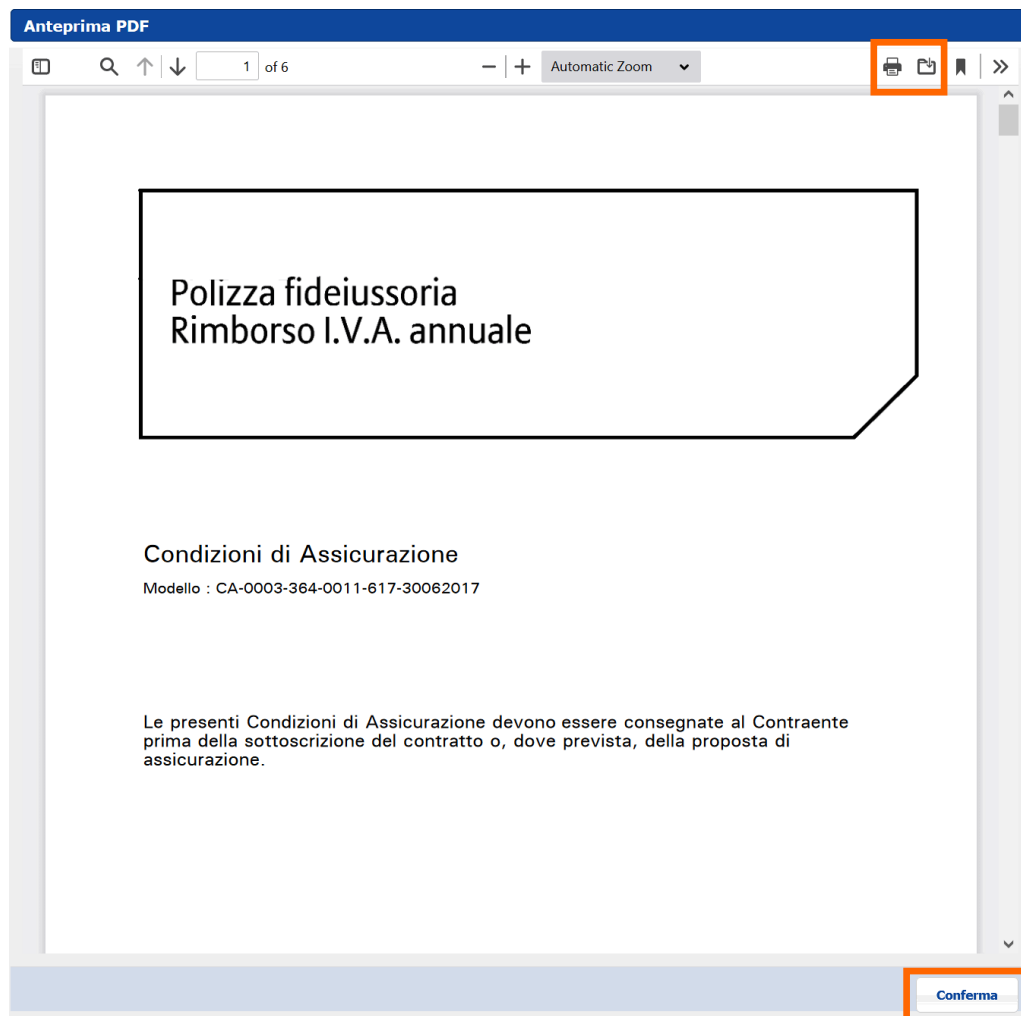 Anteprima PDF
1 of 6 Automatic Zoom
Polizza fideiussoria
Rimborso I.V.A. annuale
Condizioni di Assicurazione
Modello : CA-0003-364-0011-617-30062017
Le presenti Condizioni di Assicurazione devono essere consegnate al Contraente
prima della sottoscrizione del contratto o, dove prevista, della proposta di
assicurazione.
Conferma